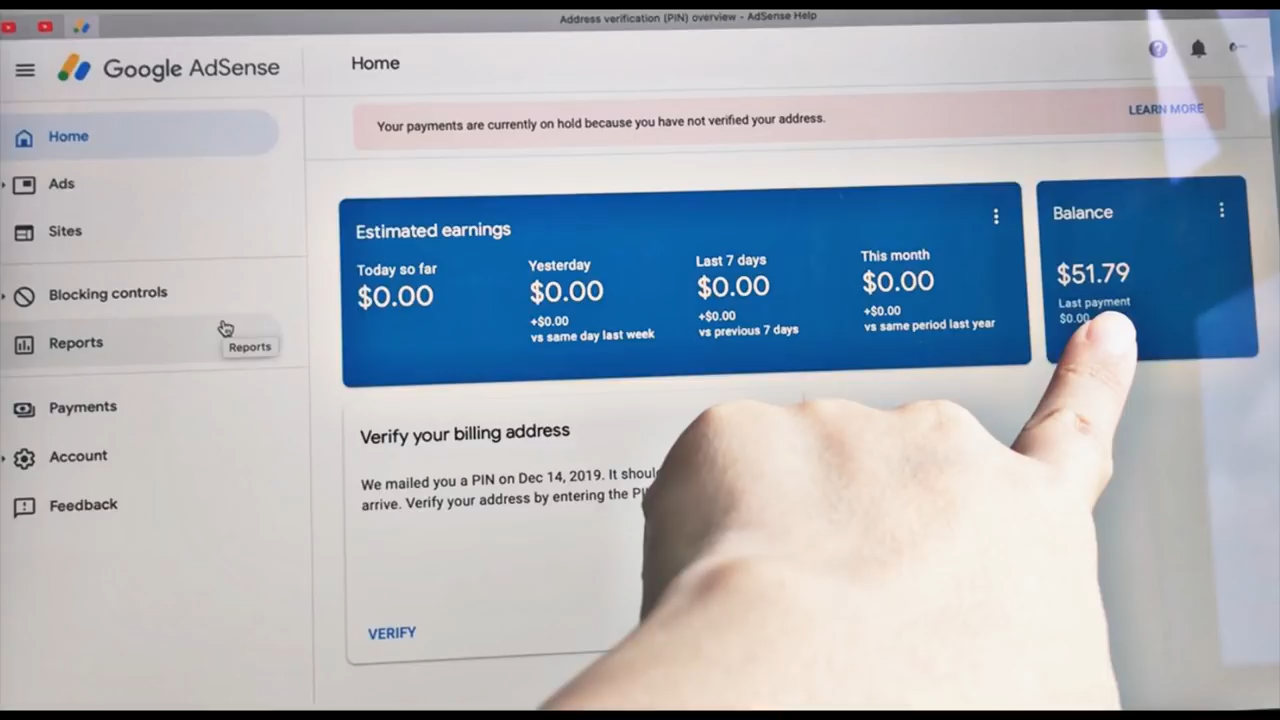 Address verification (PIN) overview - AdSense Help
Google AdSense
Home
Your payments are currently on hold because you have not verified your address.
LEARN MORE
Home
Ads
Sites
Blocking controls
Reports
Reports
Payments
Account
Feedback
Estimated earnings
Today so far
$0.00
Yesterday
$0.00
+$0.00
vs same day last week
Last 7 days
$0.00
+$0.00
vs previous 7 days
This month
$0.00
+$0.00
vs same period last year
Balance
$51.79
Last payment
$0.00
Verify your billing address
We mailed you a PIN on Dec 14, 2019. It
arrive. Verify your address by entering the
VERIFY